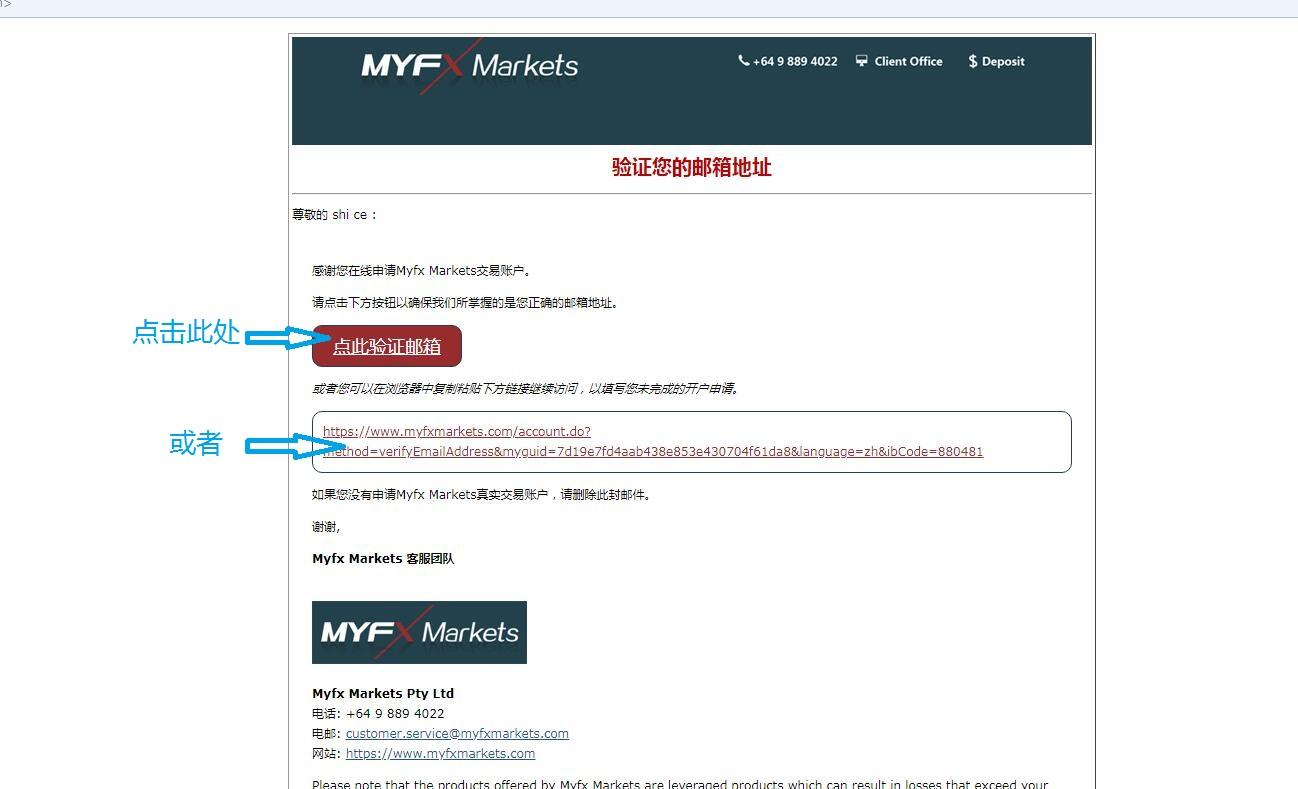 MYFX Markets
+64 9 889 4022 Client Office $ Deposit
验证您的邮箱地址
尊敬的 shi ce :
感谢您在线申请Myfx Markets交易账户。
请点击下方按钮以确保我们所掌握的是您正确的邮箱地址。
点击此处
点此验证邮箱
或者您可以在浏览器中复制粘贴下方链接继续访问，以填写您未完成的开户申请。
或者
https://www.myfxmarkets.com/account.do?
method=verifyEmailAddress&myguid=7d19e7fd4aab438e853e430704f61da8&language=zh&ibCode=880481
如果您没有申请Myfx Markets真实交易账户，请删除此封邮件。
谢谢,
Myfx Markets 客服团队
MYFX Markets
Myfx Markets Pty Ltd
电话: +64 9 889 4022
电邮: customer.service@myfxmarkets.com
网站: https://www.myfxmarkets.com
Please note that the products offered by Myfx Markets are leveraged products which can result in losses that exceed your